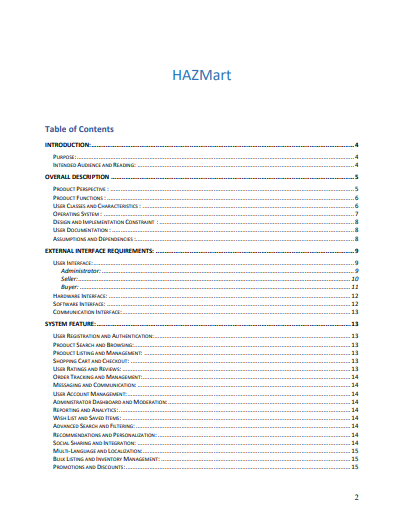 HAZMart
Table of Contents
INTRODUCTION: 4
PURPOSE: 4
INTENDED AUDIENCE AND READING: 4
OVERALL DESCRIPTION 5
PRODUCT PERSPECTIVE : 5
PRODUCT FUNCTIONS : 6
USER CLASSES AND CHARACTERISTICS : 6
OPERATING SYSTEM : 7
DESIGN AND IMPLEMENTATION CONSTRAINT : 8
USER DOCUMENTATION : 8
ASSUMPTIONS AND DEPENDENCIES : 8
EXTERNAL INTERFACE REQUIREMENTS: 9
USER INTERFACE: 9
Administrator: 9
Seller: 10
Buyer: 11
HARDWARE INTERFACE: 12
SOFTWARE INTERFACE: 12
COMMUNICATION INTERFACE: 13
SYSTEM FEATURE: 13
USER REGISTRATION AND AUTHENTICATION: 13
PRODUCT SEARCH AND BROWSING: 13
PRODUCT LISTING AND MANAGEMENT: 13
SHOPPING CART AND CHECKOUT: 13
USER RATINGS AND REVIEWS: 13
ORDER TRACKING AND MANAGEMENT: 14
MESSAGING AND COMMUNICATION: 14
USER ACCOUNT MANAGEMENT: 14
ADMINISTRATOR DASHBOARD AND MODERATION: 14
REPORTING AND ANALYTICS: 14
WISH LIST AND SAVED ITEMS: 14
ADVANCED SEARCH AND FILTERING: 14
RECOMMENDATIONS AND PERSONALIZATION: 14
SOCIAL SHARING AND INTEGRATION: 14
MULTI-LANGUAGE AND LOCALIZATION: 15
BULK LISTING AND INVENTORY MANAGEMENT: 15
PROMOTIONS AND DISCOUNTS: 15
2